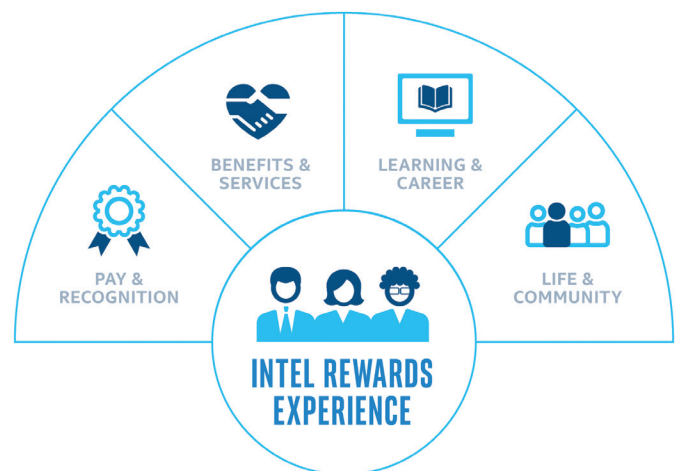 BENEFITS &
SERVICES
LEARNING &
CAREER
PAY &
RECOGNITION
LIFE &
COMMUNITY
INTEL REWARDS
EXPERIENCE